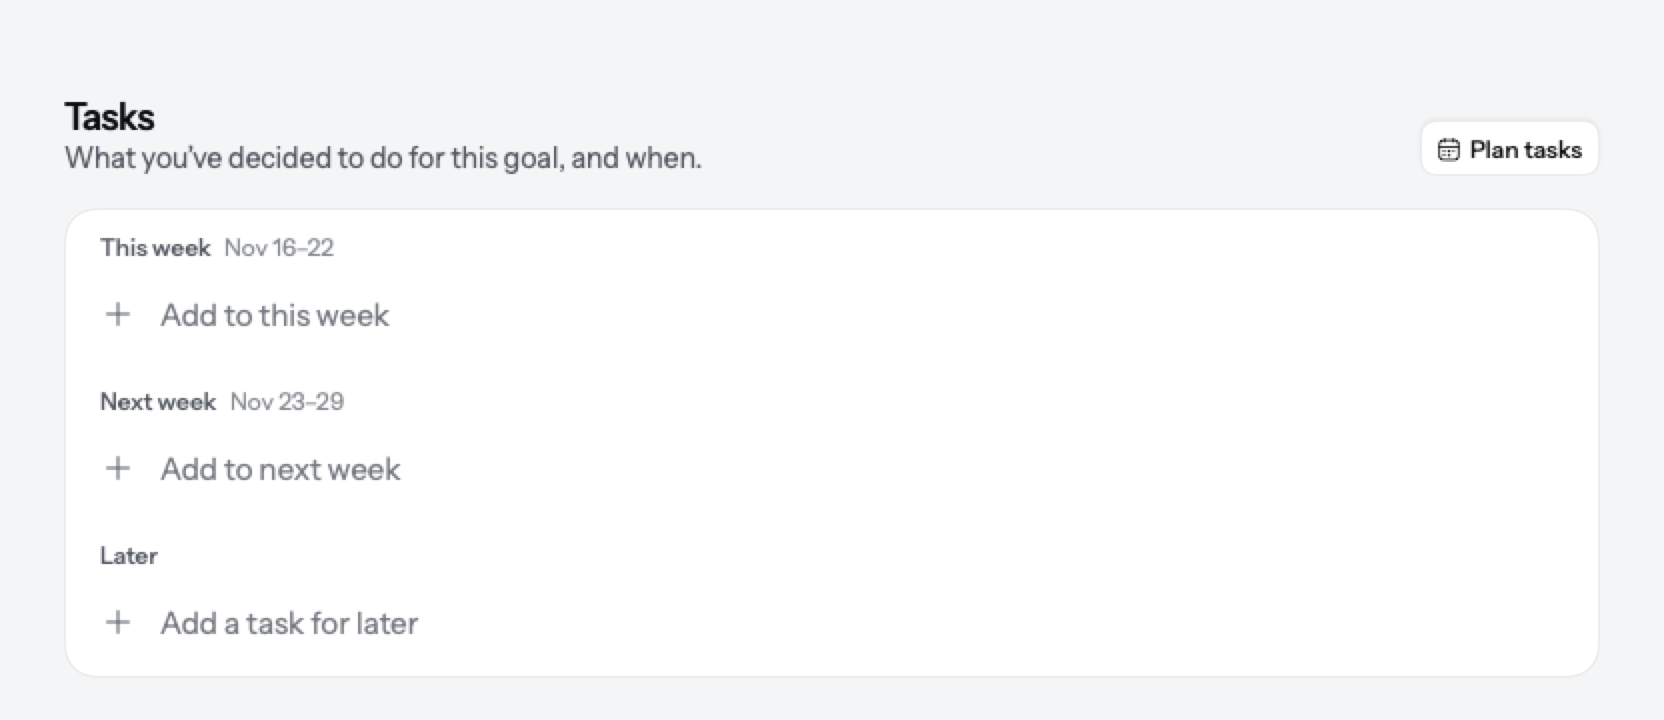 Tasks
What you've decided to do for this goal, and when.
Plan tasks
This week Nov 16–22
Add to this week
Next week Nov 23–29
Add to next week
Later
Add a task for later